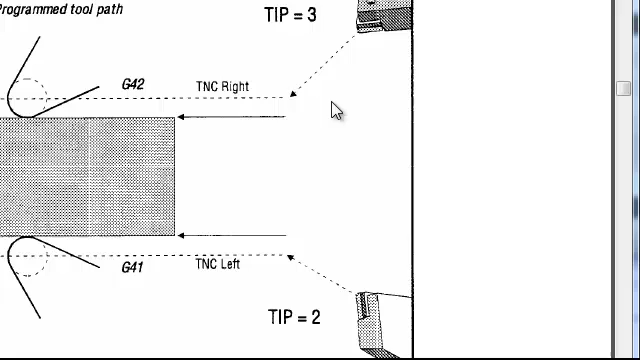 Programmed tool path
TIP = 3
G42
TNC Right
G41
TNC Left
TIP = 2